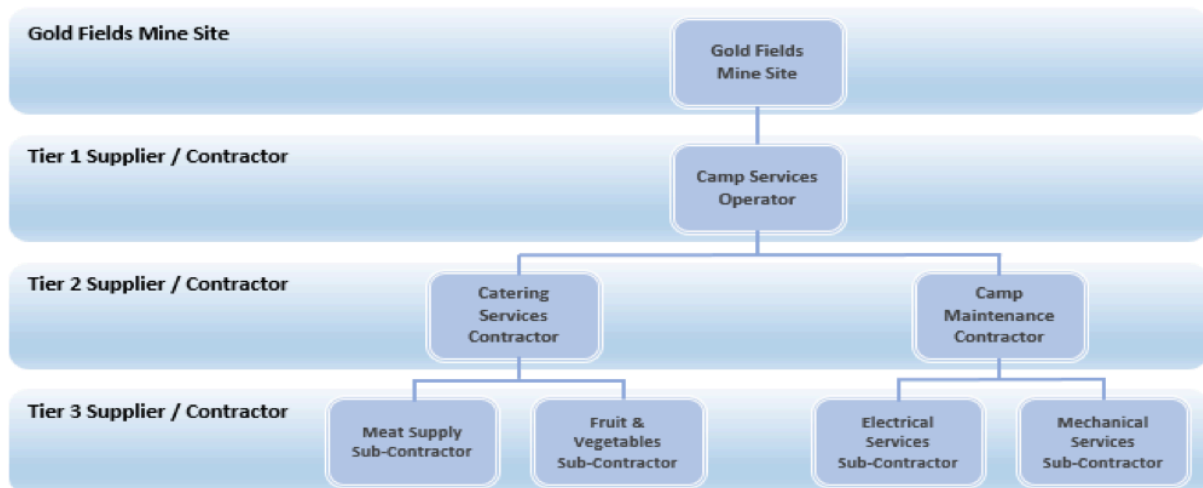 Gold Fields Mine Site
Gold Fields
Mine Site
Tier 1 Supplier / Contractor
Camp Services
Operator
Tier 2 Supplier / Contractor
Catering
Services
Contractor
Camp
Maintenance
Contractor
Tier 3 Supplier / Contractor
Meat Supply
Sub-Contractor
Fruit &
Vegetables
Sub-Contractor
Electrical
Services
Sub-Contractor
Mechanical
Services
Sub-Contractor